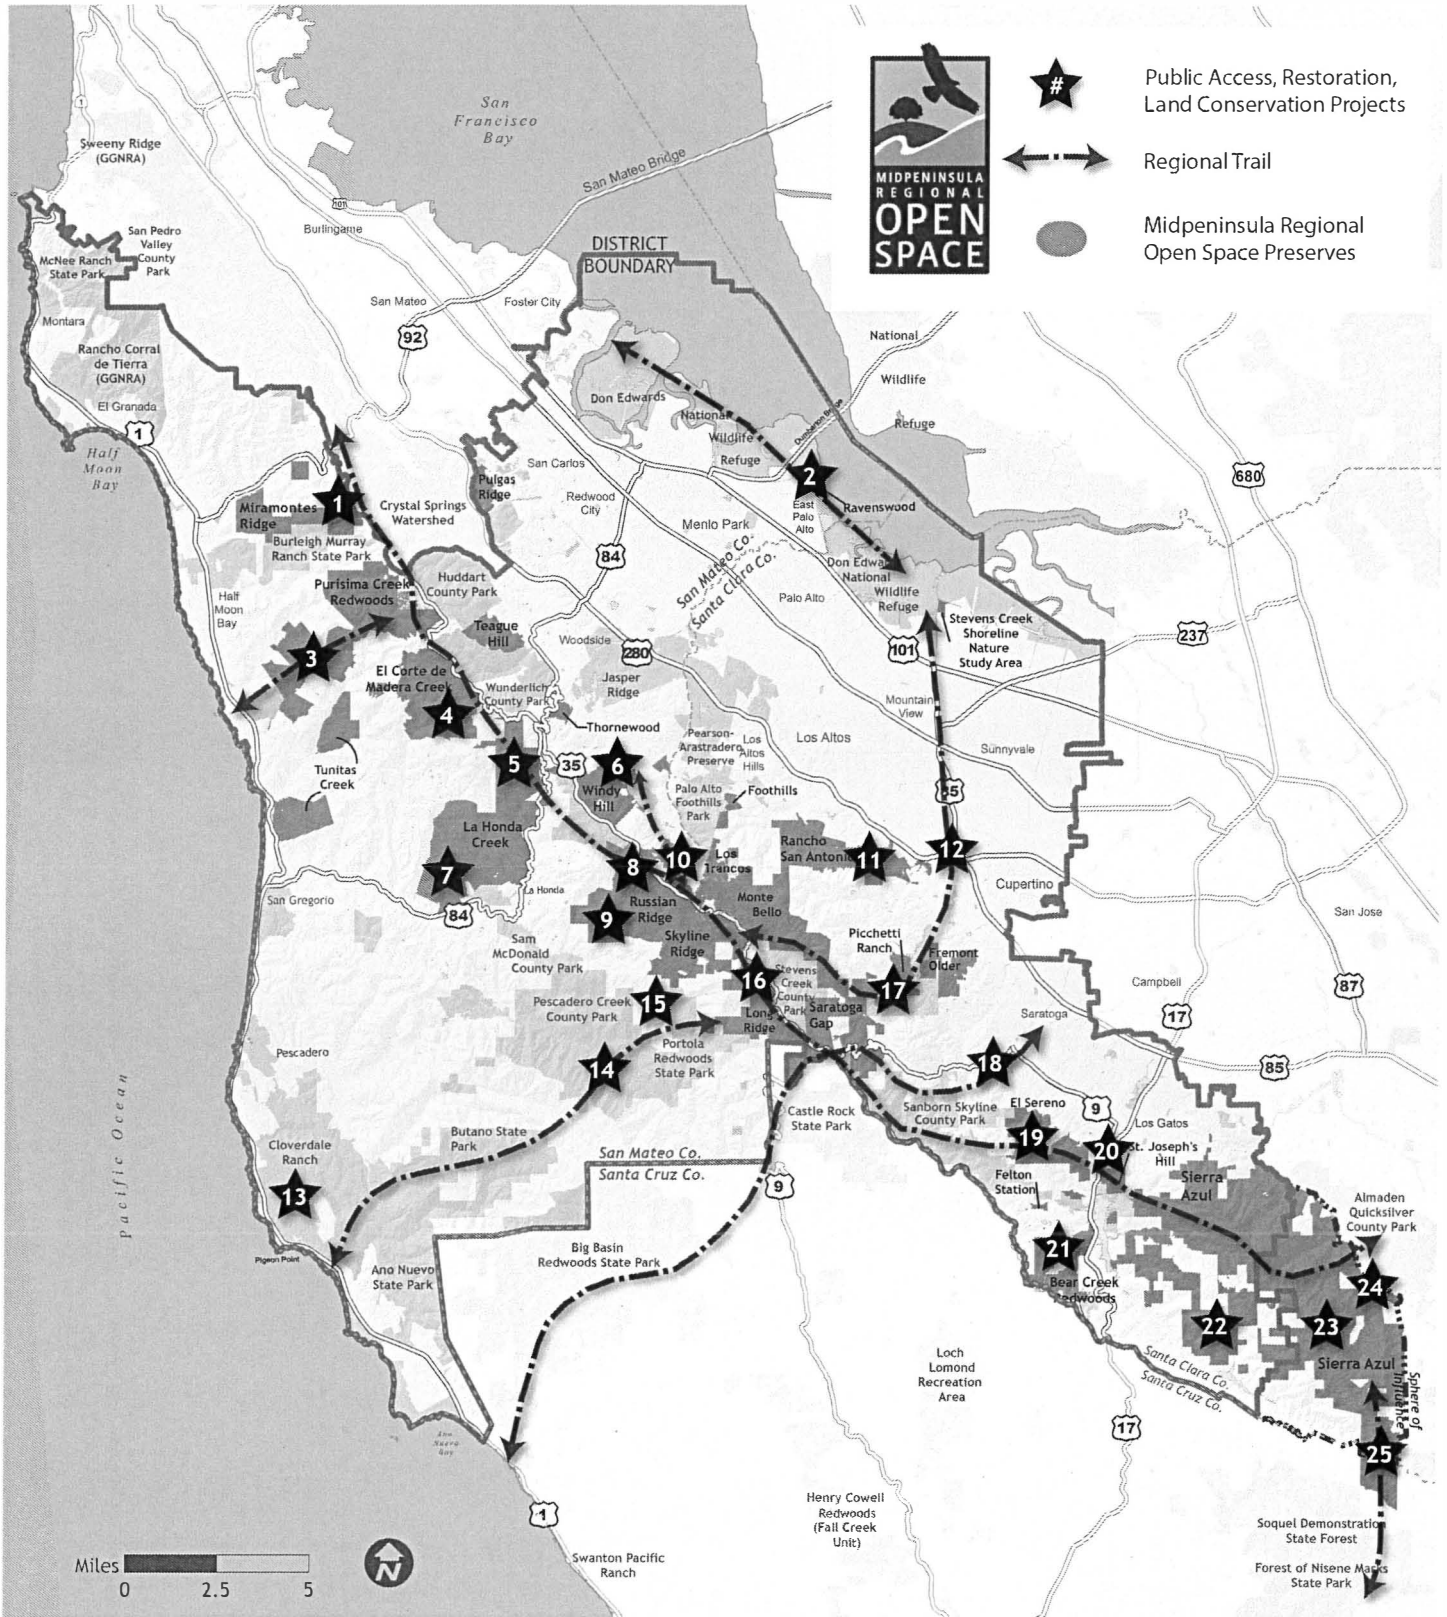 San
Francisco
Bay
#
Public Access, Restoration,
Land Conservation Projects
Regional Trail
Midpeninsula Regional
Open Space Preserves
MIDPENINSULA
REGIONAL
OPEN
SPACE
1
Sweeny Ridge
(GGNRA)
101
San Mateo Bridge
Burlingame
San Pedro
Valley
County
Park
McNee Ranch
State Park
DISTRICT
BOUNDARY
San Mateo
Foster City
Montara
92
National
Rancho Corral
de Tierra
(GGNRA)
Wildlife
Don Edwards
El Granada
National
Dumbarton Bridge
Refuge
1
Wildlife
Half
Moon
Bay
Refuge
San Carlos
680
2
Pulgas
Ridge
Redwood
City
1
Miramontes
Ridge
Crystal Springs
Watershed
East
Palo
Alto
Ravenswood
Menlo Park
Burleigh Murray
Ranch State Park
84
San Mateo Co.
Santa Clara Co.
Don Edwa
National
Wildlife
Refuge
Purisima Creek
Redwoods
Huddart
County Park
Palo Alto
Half
Moon
Bay
Teague
Hill
Stevens Creek
Shoreline
Nature
Study Area
237
Woodside
280
101
3
El Corte de
Madera Creek
Jasper
Ridge
Wunderlich
County Park
4
Mountain
View
Thornewood
Pearson-
Arastradero
Preserve
Los
Altos
Hills
Los Altos
Sunnyvale
5
35
6
Tunitas
Creek
Windy
Hill
Palo Alto
Foothills
Park
Foothills
85
La Honda
Creek
Rancho
San Antonio
11
12
8
10
Los
Trancos
7
La Honda
Cupertino
San Gregorio
84
9
Russian
Ridge
Monte
Bello
San Jose
Skyline
Ridge
Picchetti
Ranch
Sam
McDonald
County Park
Fremont
Older
16
Stevens
Creek
County
Park
17
Campbell
87
15
Pescadero Creek
County Park
Long
Ridge
Saratoga
Gap
Saratoga
17
Pescadero
Portola
Redwoods
State Park
14
18
85
Castle Rock
State Park
Sanborn Skyline
County Park
El Sereno
9
Pacific Ocean
Butano State
Park
Los Gatos
Cloverdale
Ranch
19
20
St. Joseph's
Hill
San Mateo Co.
Santa Cruz Co.
Felton
Station
Sierra
Azul
13
9
Almaden
Quicksilver
County Park
Big Basin
Redwoods State Park
21
Pigeon Point
Ano Nuevo
State Park
Bear Creek
Redwoods
24
22
23
Loch
Lomond
Recreation
Area
Santa Clara Co.
Santa Cruz Co.
Sierra Azul
Sphere of
Influence
Ano
Nuevo
Bay
17
25
Henry Cowell
Redwoods
(Fall Creek
Unit)
1
Soquel Demonstration
State Forest
Swanton Pacific
Ranch
Forest of Nisene Marks
State Park
Miles
0 2.5 5
N